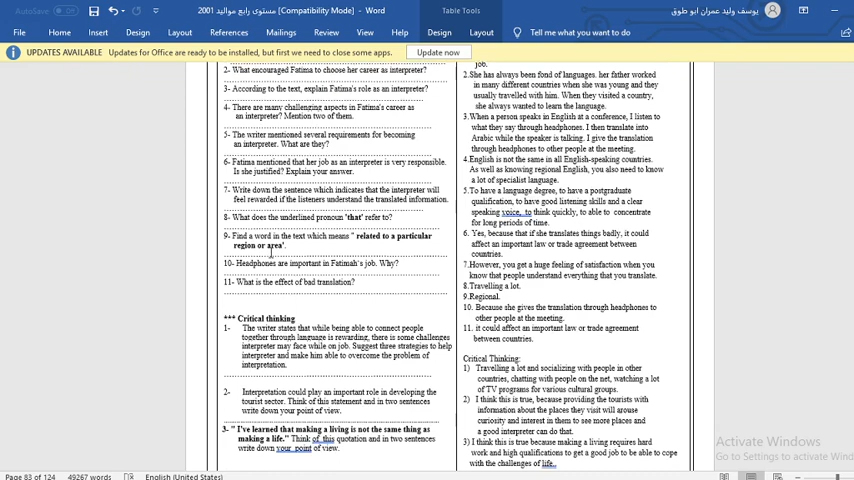 AutoSave Off
مستوى رابع مواليد 2001 [Compatibility Mode] - Word
Table Tools
يوسف وليد عمران ابو طوق
File Home Insert Draw Design Layout References Mailings Review View Help Design Layout Tell me what you want to do
UPDATES AVAILABLE Updates for Office are ready to be installed, but first we need to close some apps. Update now
2- What encouraged Fatima to choose her career as interpreter?
3- According to the text, explain Fatima's role as an interpreter?
4- There are many challenging aspects in Fatima's career as
an interpreter? Mention two of them.
5- The writer mentioned several requirements for becoming
an interpreter. What are they?
6- Fatima mentioned that her job as an interpreter is very responsible.
Is she justified? Explain your answer.
7- Write down the sentence which indicates that the interpreter will
feel rewarded if the listeners understand the translated information.
8- What does the underlined pronoun 'that' refer to?
9- Find a word in the text which means " related to a particular
region or area'.
10- Headphones are important in Fatimah's job. Why?
11- What is the effect of bad translation?
*** Critical thinking
1- The writer states that while being able to connect people
together through language is rewarding, there is some challenges
interpreter may face while on job. Suggest three strategies to help
interpreter and make him able to overcome the problem of
interpretation.
2- Interpretation could play an important role in developing the
tourist sector. Think of this statement and in two sentences
write down your point of view.
3- " I've learned that making a living is not the same thing as
making a life." Think of this quotation and in two sentences
write down your point of view.
job.
2.She has always been fond of languages. her father worked
in many different countries when she was young and they
usually travelled with him. When they visited a country,
she always wanted to learn the language.
3.When a person speaks in English at a conference, I listen to
what they say through headphones. I then translate into
Arabic while the speaker is talking. I give the translation
through headphones to other people at the meeting.
4.English is not the same in all English-speaking countries.
As well as knowing regional English, you also need to know
a lot of specialist language.
5.To have a language degree, to have a postgraduate
qualification, to have good listening skills and a clear
speaking voice, to think quickly, to able to concentrate
for long periods of time.
6. Yes, because that if she translates things badly, it could
affect an important law or trade agreement between
countries.
7.However, you get a huge feeling of satisfaction when you
know that people understand everything that you translate.
8.Travelling a lot.
9.Regional.
10. Because she gives the translation through headphones to
other people at the meeting.
11. it could affect an important law or trade agreement
between countries.
Critical Thinking:
1) Travelling a lot and socializing with people in other
countries, chatting with people on the net, watching a lot
of TV programs for various cultural groups.
2) I think this is true, because providing the tourists with
information about the places they visit will arouse
curiosity and interest in them to see more places and
a good interpreter can do that.
3) I think this is true because making a living requires hard
work and high qualifications to get a good job to be able to cope
with the challenges of life..
Activate Windows
Go to Settings to activate Wind
Page 83 of 124 49267 words English (United States)